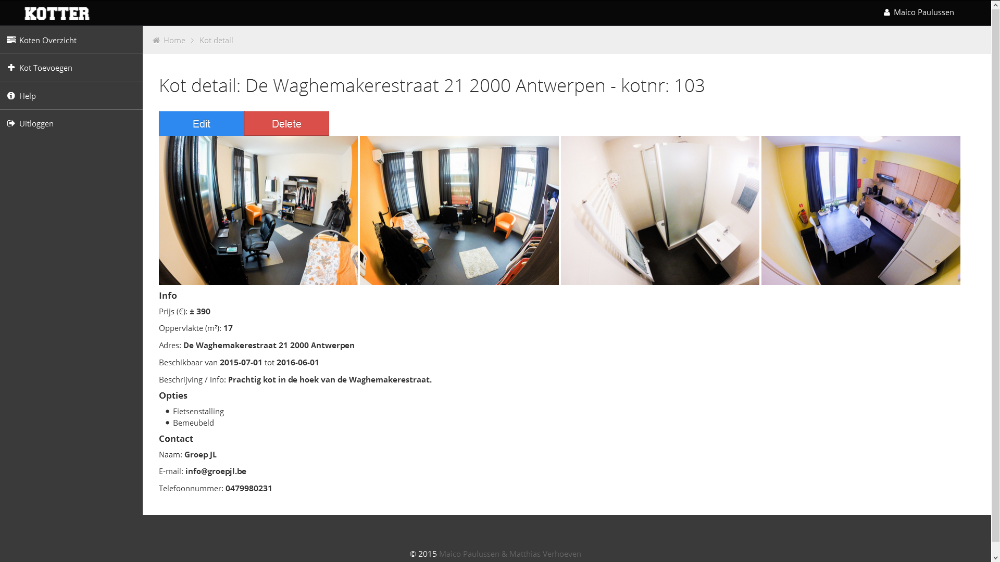 KOTTER
Maico Paulussen
Koten Overzicht
Kot Toevoegen
Help
Uitloggen
Home > Kot detail
Kot detail: De Waghemakerestraat 21 2000 Antwerpen - kotnr: 103
Edit Delete
Info
Prijs (€): ± 390
Oppervlakte (m²): 17
Adres: De Waghemakerestraat 21 2000 Antwerpen
Beschikbaar van 2015-07-01 tot 2016-06-01
Beschrijving / Info: Prachtig kot in de hoek van de Waghemakerestraat.
Opties
• Fietsenstalling
• Bemeubeld
Contact
Naam: Groep JL
E-mail: info@groepjl.be
Telefoonnummer: 0479980231
© 2015 Maico Paulussen & Matthias Verhoeven